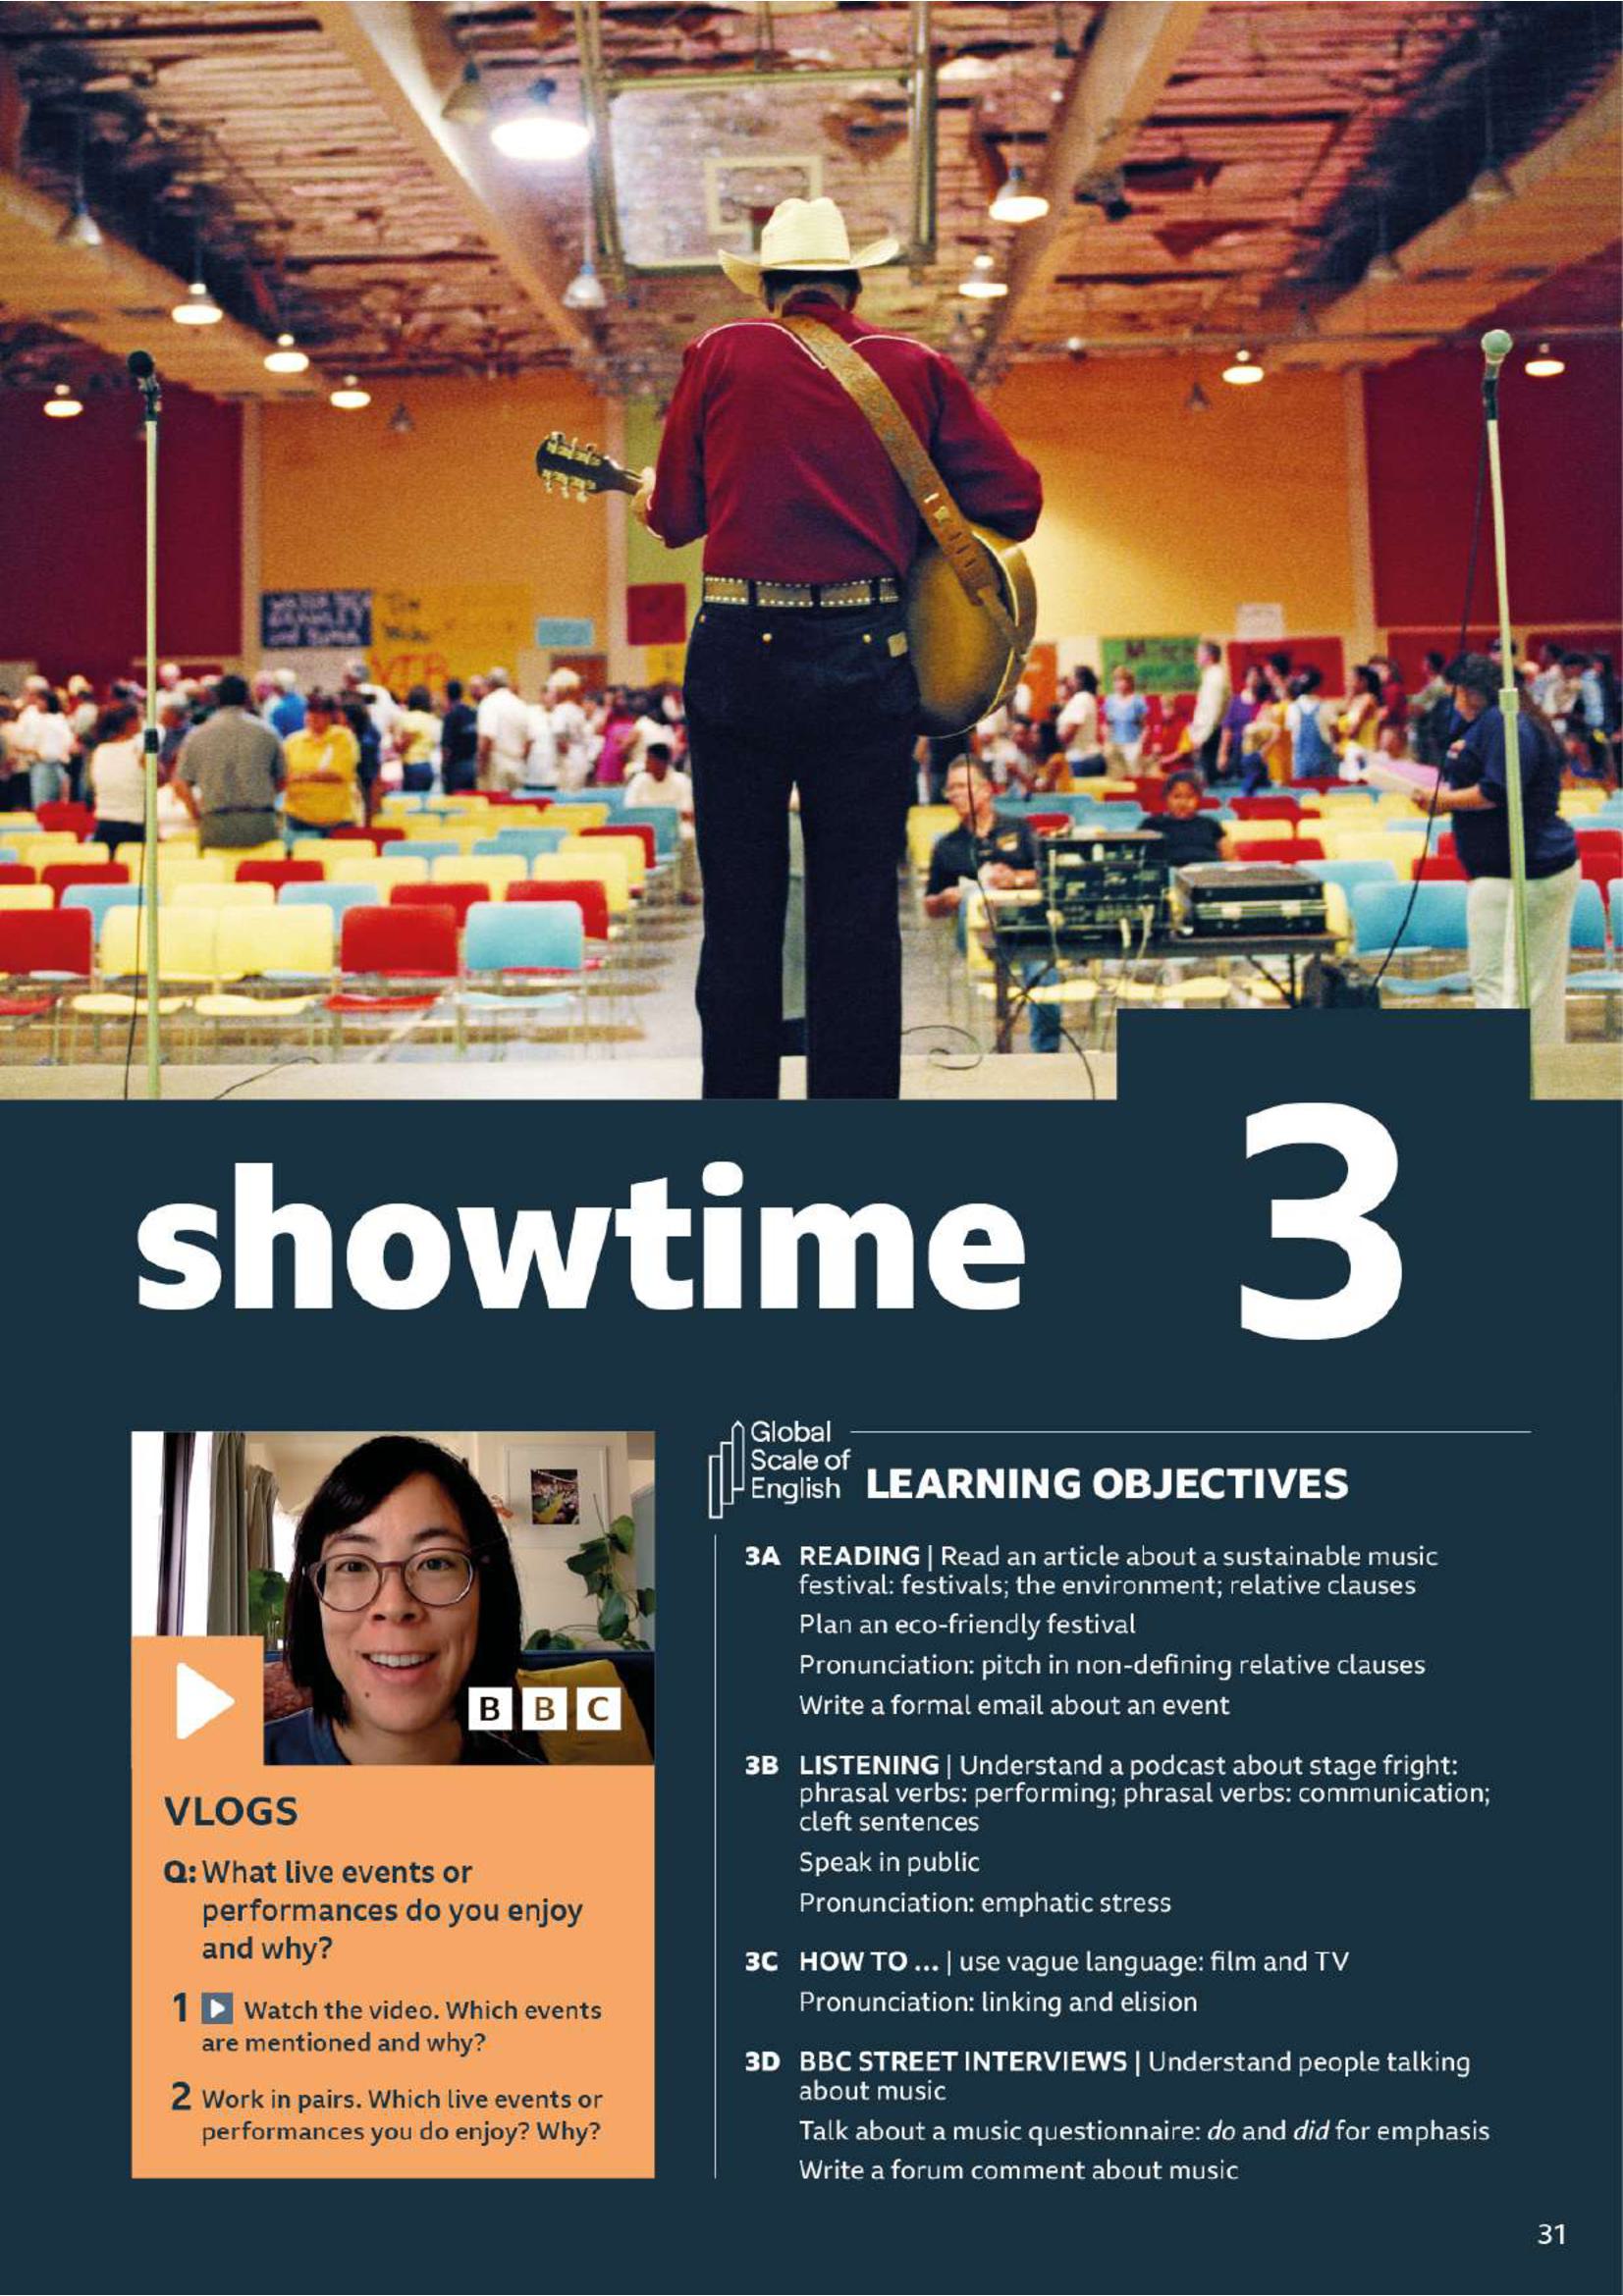 showtime
3
VLOGS
Q: What live events or
performances do you enjoy
and why?
1 Watch the video. Which events
are mentioned and why?
2 Work in pairs. Which live events or
performances you do enjoy? Why?
B B C
Global
Scale of
English
LEARNING OBJECTIVES
3A READING | Read an article about a sustainable music
festival: festivals; the environment; relative clauses
Plan an eco-friendly festival
Pronunciation: pitch in non-defining relative clauses
Write a formal email about an event
3B LISTENING | Understand a podcast about stage fright:
phrasal verbs: performing; phrasal verbs: communication;
cleft sentences
Speak in public
Pronunciation: emphatic stress
3C HOW TO ... | use vague language: film and TV
Pronunciation: linking and elision
3D BBC STREET INTERVIEWS | Understand people talking
about music
Talk about a music questionnaire: do and did for emphasis
Write a forum comment about music
31